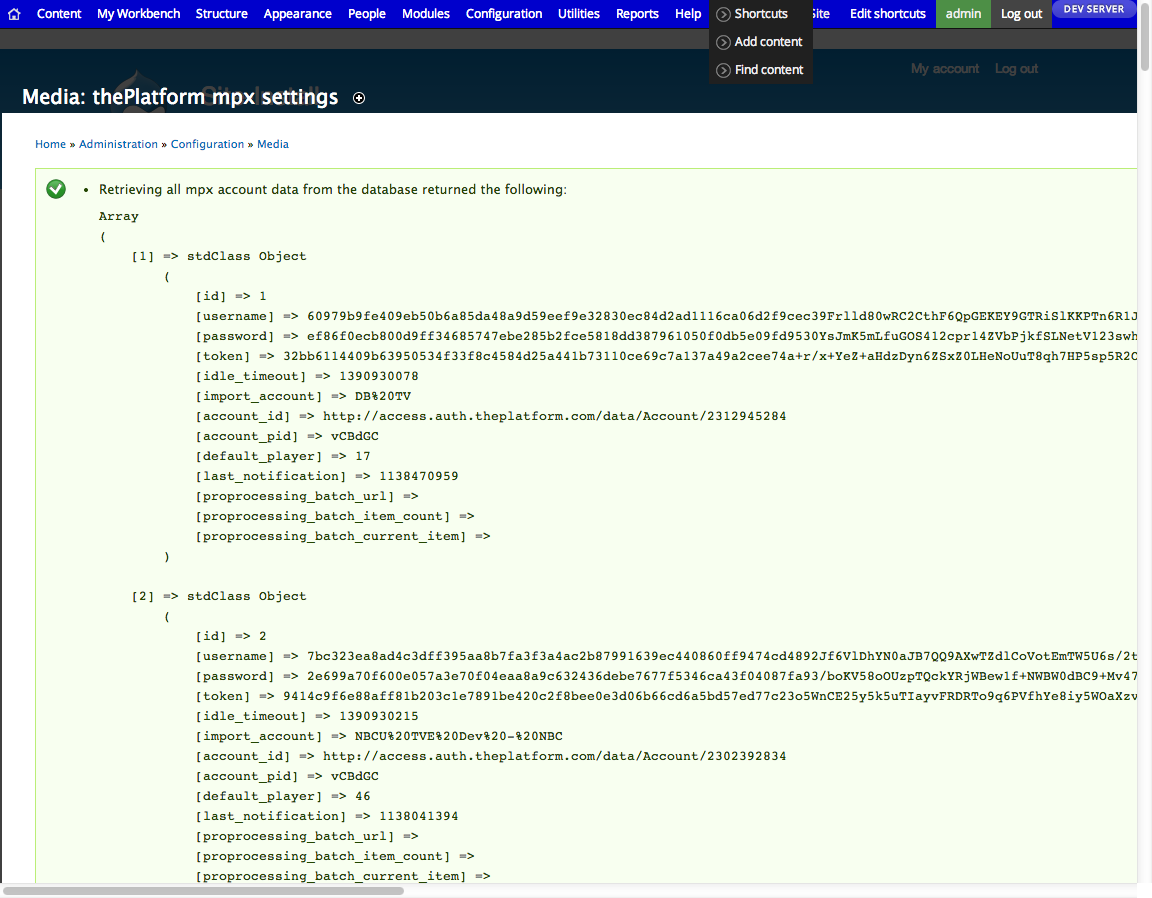 Content My Workbench Structure Appearance People Modules Configuration Utilities Reports Help Shortcuts Site Edit shortcuts admin Log out DEV SERVER
Add content
Find content
My account Log out
Media: thePlatform mpx settings
Home » Administration » Configuration » Media
• Retrieving all mpx account data from the database returned the following:
Array
(
[1] => stdClass Object
(
[id] => 1
[username] => 60979b9fe409eb50b6a85da48a9d59eef9e32830ec84d2ad1116ca06d2f9cec39Frlld80wRC2CthF6QpGEKEY9GTRiSlKKPTn6R1J
[password] => ef86f0ecb800d9ff34685747ebe285b2fce5818dd387961050f0db5e09fd9530YsJmK5mLfuGOS412cpr14ZVbPjkfSLNetV123swh
[token] => 32bb6114409b63950534f33f8c4584d25a441b73110ce69c7a137a49a2cee74a+r/x+YeZ+aHdzDyn6ZSxZ0LHeNoUuT8qh7HP5sp5R2C
[idle_timeout] => 1390930078
[import_account] => DB%20TV
[account_id] => http://access.auth.theplatform.com/data/Account/2312945284
[account_pid] => vCBdGC
[default_player] => 17
[last_notification] => 1138470959
[proprocessing_batch_url] =>
[proprocessing_batch_item_count] =>
[proprocessing_batch_current_item] =>
)
[2] => stdClass Object
(
[id] => 2
[username] => 7bc323ea8ad4c3dff395aa8b7fa3f3a4ac2b87991639ec440860ff9474cd4892Jf6VlDhYN0aJB7QQ9AXwTZdlCoVotEmTW5U6s/2t
[password] => 2e699a70f600e057a3e70f04eaa8a9c632436debe7677f5346ca43f04087fa93/boKV58oOUzpTQckYRjWBew1f+NWBW0dBC9+Mv47
[token] => 9414c9f6e88aff81b203c1e7891be420c2f8bee0e3d06b66cd6a5bd57ed77c23o5WnCE25y5k5uTIayvFRDRTo9q6PVfhYe8iy5WOaXzv
[idle_timeout] => 1390930215
[import_account] => NBCU%20TVE%20Dev%20-%20NBC
[account_id] => http://access.auth.theplatform.com/data/Account/2302392834
[account_pid] => vCBdGC
[default_player] => 46
[last_notification] => 1138041394
[proprocessing_batch_url] =>
[proprocessing_batch_item_count] =>
[proprocessing_batch_current_item] =>